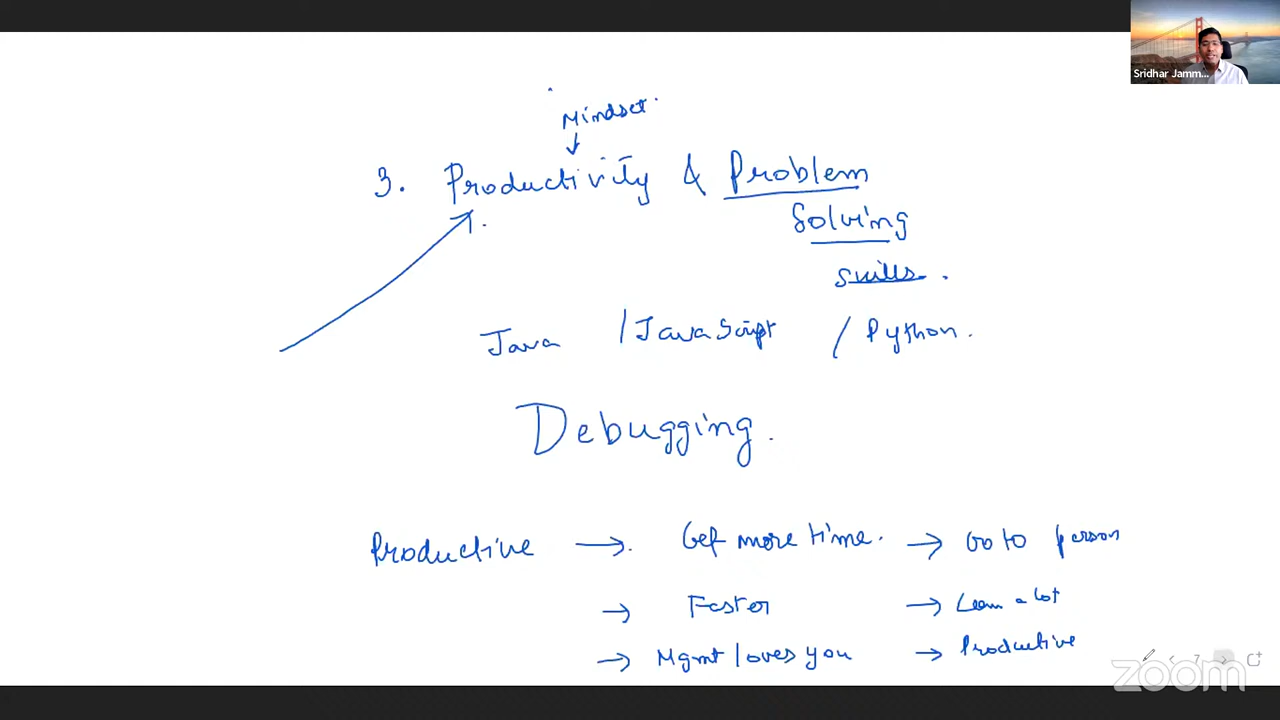 Sridhar Jamm...
Mindset
3. Productivity & Problem
Solving
skills.
Java / JavaScript / Python.
Debugging.
Productive → Get more time. → Go to person
→ Faster → Learn a lot
→ Mgmt loves you → Productive
7
zoom